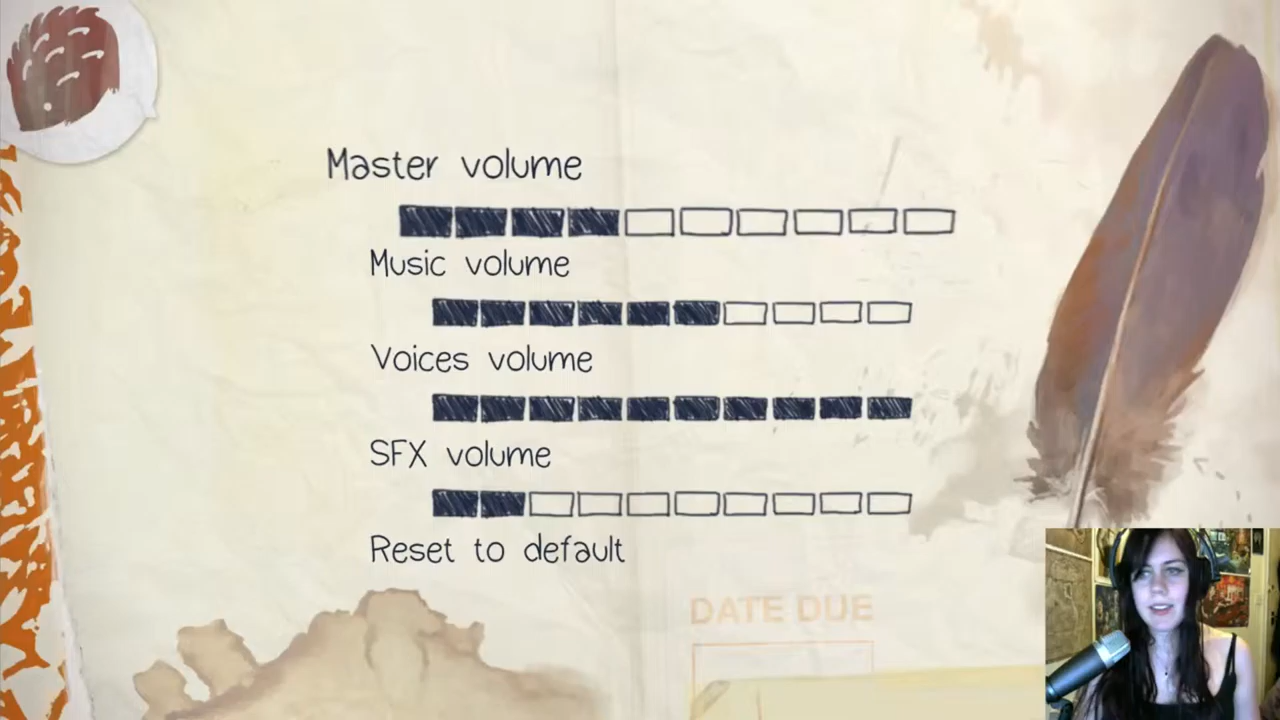 Master volume
Music volume
Voices volume
SFX volume
Reset to default
DATE DUE